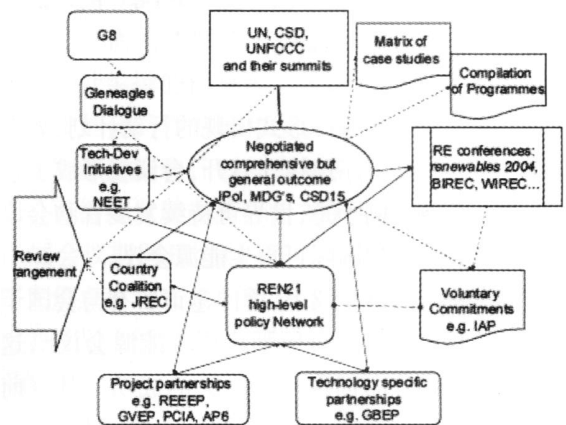 G8
UN, CSD,
UNFCCC
and their summits
Matrix of
case studies
Compilation
of Programmes
Gleneagles
Dialogue
Tech-Dev
Initiatives
e.g.
NEET
Negotiated
comprehensive but
general outcome
JPoI, MDG's, CSD15
RE conferences:
renewables 2004,
BIREC, WIREC...
Review
rangement
Country
Coalition
e.g. JREC
REN21
high-level
policy Network
Voluntary
Commitments
e.g. IAP
Project partnerships
e.g. REEEP,
GVEP, PCIA, AP6
Technology specific
partnerships
e.g. GBEP